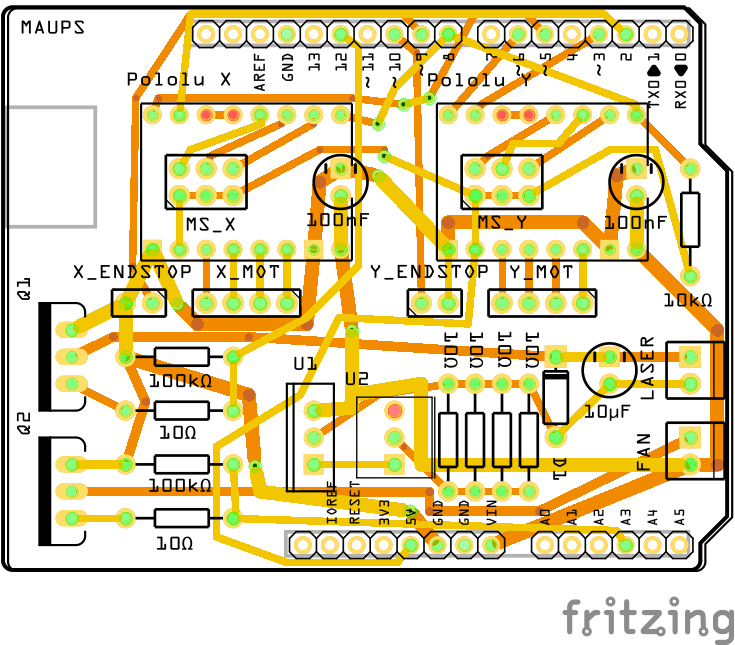 MAUPS
AREF
GND
13
12
~11
~10
9
8
7
~6
~5
4
~3
2
TXO 1
RXO 0
Pololu X
Pololu Y
100nF
100nF
MS_X
MS_Y
X_ENDSTOP
X_MOT
Y_ENDSTOP
Y_MOT
Q1
10kΩ
100kΩ
10Ω
U1
U2
10Ω
10Ω
10Ω
10Ω
10µF
LASER
Q2
100kΩ
10Ω
D1
FAN
IOREF
RESET
3V3
5V
GND
GND
VIN
A0
A1
A2
A3
A4
A5
fritzing